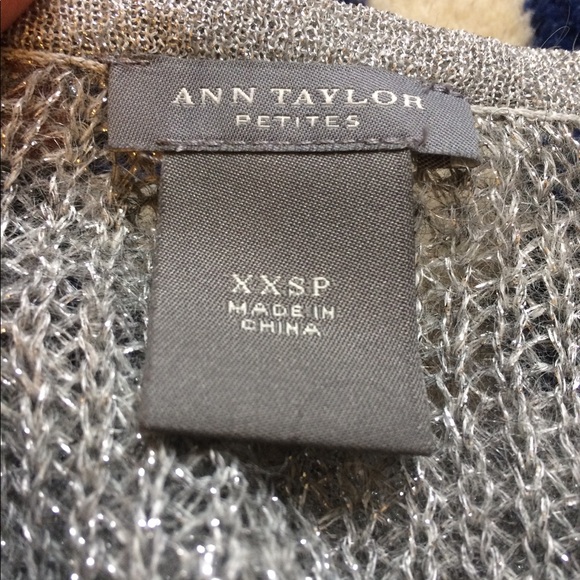 ANN TAYLOR
PETITES
XXSP
MADE IN
CHINA